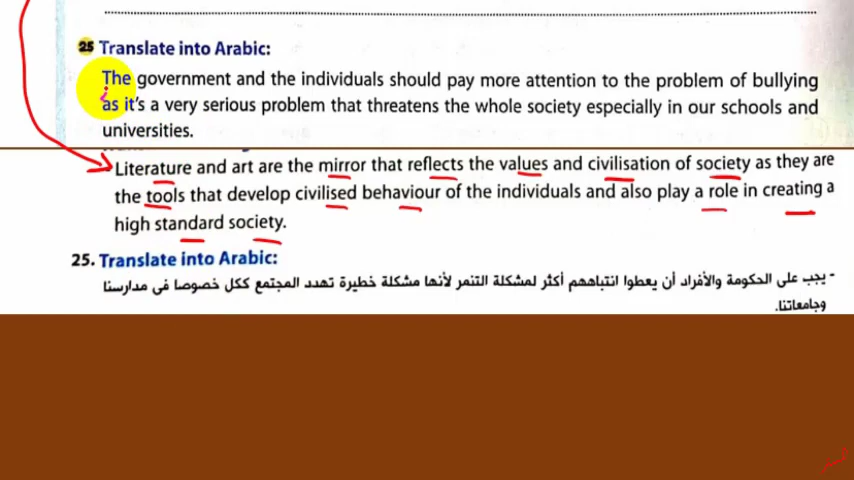 25 Translate into Arabic:
The government and the individuals should pay more attention to the problem of bullying
as it's a very serious problem that threatens the whole society especially in our schools and
universities.
Literature and art are the mirror that reflects the values and civilisation of society as they are
the tools that develop civilised behaviour of the individuals and also play a role in creating a
high standard society.
25. Translate into Arabic:
- يجب على الحكومة والأفراد أن يعطوا انتباههم أكثر لمشكلة التنمر لأنها مشكلة خطيرة تهدد المجتمع ككل خصوصا فى مدارسنا
وجامعاتنا.